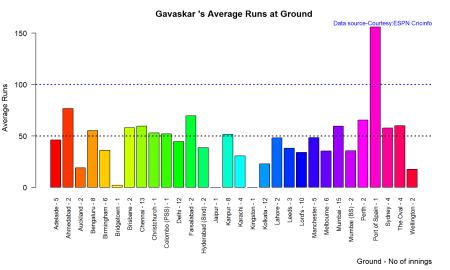 Gavaskar 's Average Runs at Ground
Data source-Courtesy:ESPN Cricinfo
Average Runs
150
100
50
0
Adelaide - 5
Ahmedabad - 2
Auckland - 2
Bengaluru - 8
Birmingham - 6
Bridgetown - 1
Brisbane - 2
Chennai - 13
Christchurch - 1
Colombo (PSS) - 1
Delhi - 12
Faisalabad - 2
Hyderabad (Sind) - 2
Jaipur - 1
Kanpur - 8
Karachi - 4
Kingston - 1
Kolkata - 12
Lahore - 2
Leeds - 3
Lord's - 10
Manchester - 5
Melbourne - 6
Mumbai - 15
Mumbai (BS) - 2
Perth - 2
Port of Spain - 1
Sydney - 4
The Oval - 4
Wellington - 2
Ground - No of innings